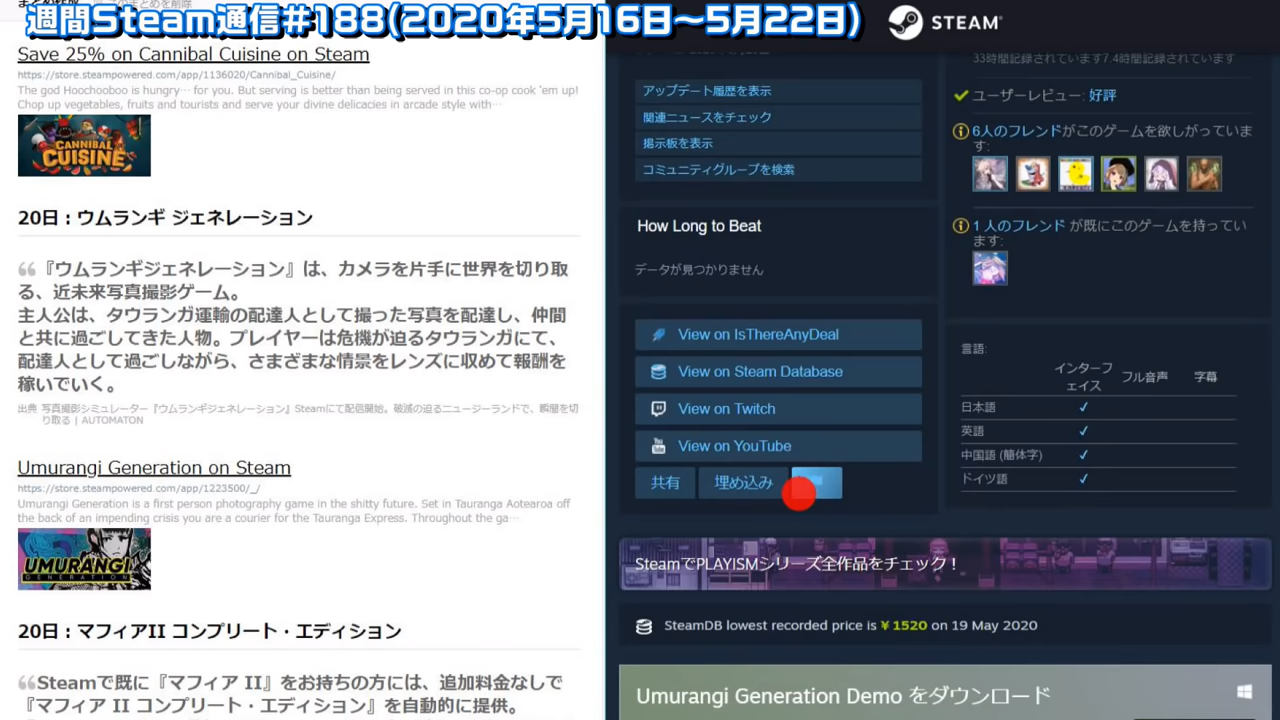 週間Steam通信#188(2020年5月16日～5月22日)
Save 25% on Cannibal Cuisine on Steam
https://store.steampowered.com/app/1136020/Cannibal_Cuisine/
The god Hoochooboo is hungry… for you. But serving is better than being served in this co-op cook 'em up!
Chop up vegetables, fruits and tourists and serve your divine delicacies in arcade style with…
CANNIBAL
CUISINE
20日：ウムランギ ジェネレーション
『ウムランギジェネレーション』は、カメラを片手に世界を切り取
る、近未来写真撮影ゲーム。
主人公は、タウランガ運輸の配達人として撮った写真を配達し、仲間
と共に過ごしてきた人物。プレイヤーは危機が迫るタウランガにて、
配達人として過ごしながら、さまざまな情景をレンズに収めて報酬を
稼いでいく。
出典 写真撮影シミュレーター『ウムランギジェネレーション』Steamにて配信開始。破滅の迫るニュージーランドで、瞬間を切
り取る | AUTOMATON
Umurangi Generation on Steam
https://store.steampowered.com/app/1223500/_/
Umurangi Generation is a first person photography game in the shitty future. Set in Tauranga Aotearoa off
the back of an impending crisis you are a courier for the Tauranga Express. Throughout the ga…
UMURANGI
GENERATION
20日：マフィアII コンプリート・エディション
Steamで既に『マフィア II』をお持ちの方には、追加料金なしで
『マフィア II コンプリート・エディション』を自動的に提供。
STEAM
アップデート履歴を表示
関連ニュースをチェック
掲示板を表示
コミュニティグループを検索
How Long to Beat
データが見つかりません
View on IsThereAnyDeal
View on Steam Database
View on Twitch
View on YouTube
共有 埋め込み
33時間記録されています7.4時間記録されています
ユーザーレビュー: 好評
6人のフレンドがこのゲームを欲しがっていま
す:
1 人のフレンド が既にこのゲームを持ってい
ます:
言語:
インターフェイス フル音声 字幕
日本語 ✓
英語 ✓
中国語 (簡体字) ✓
ドイツ語 ✓
SteamでPLAYISMシリーズ全作品をチェック！
SteamDB lowest recorded price is ¥ 1520 on 19 May 2020
Umurangi Generation Demo をダウンロード